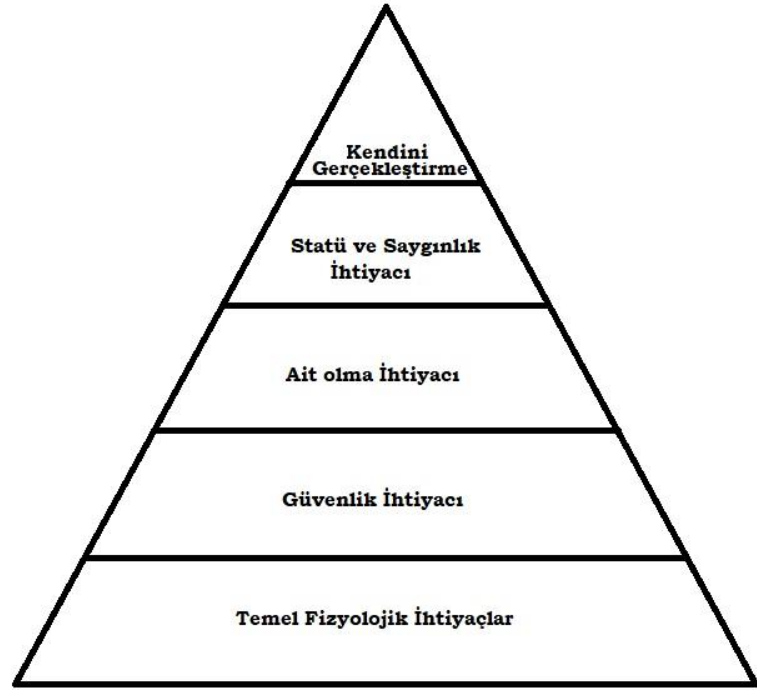 Kendini
Gerçekleştirme
Statü ve Saygınlık
İhtiyacı
Ait olma İhtiyacı
Güvenlik İhtiyacı
Temel Fizyolojik İhtiyaçlar